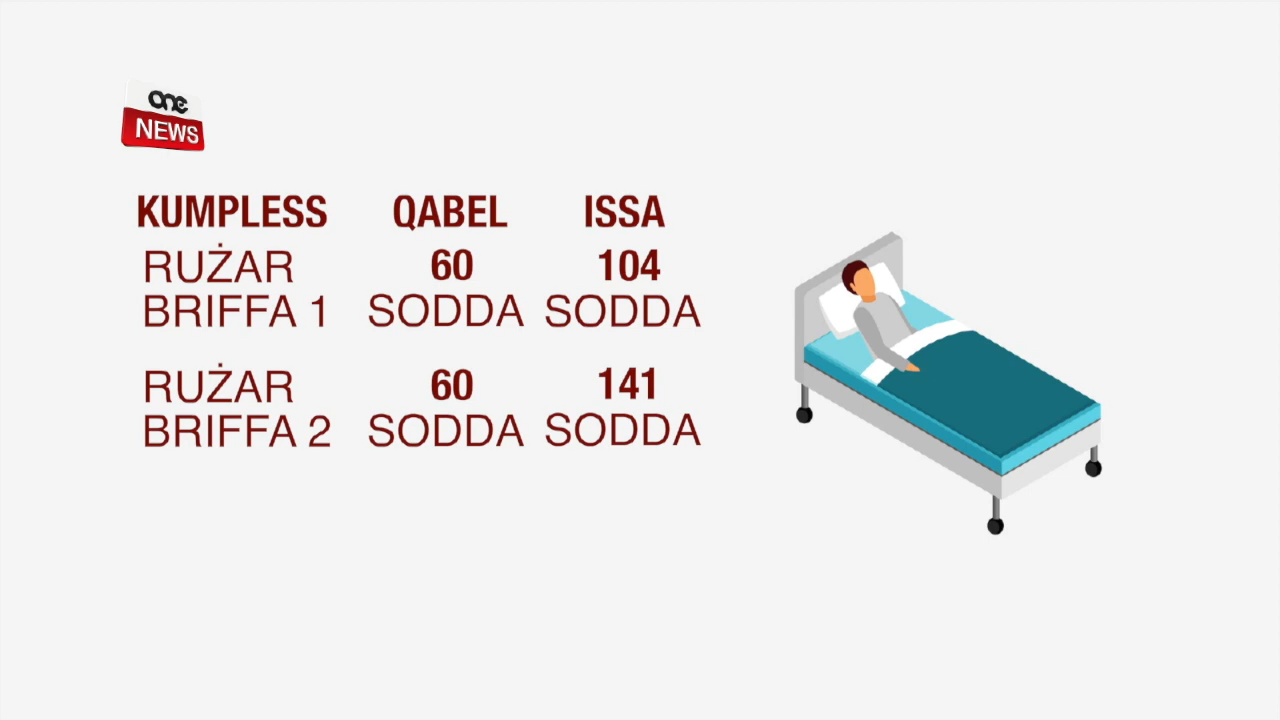 one
NEWS
KUMPLESS QABEL ISSA
RUŻAR 60 104
BRIFFA 1 SODDA SODDA
RUŻAR 60 141
BRIFFA 2 SODDA SODDA